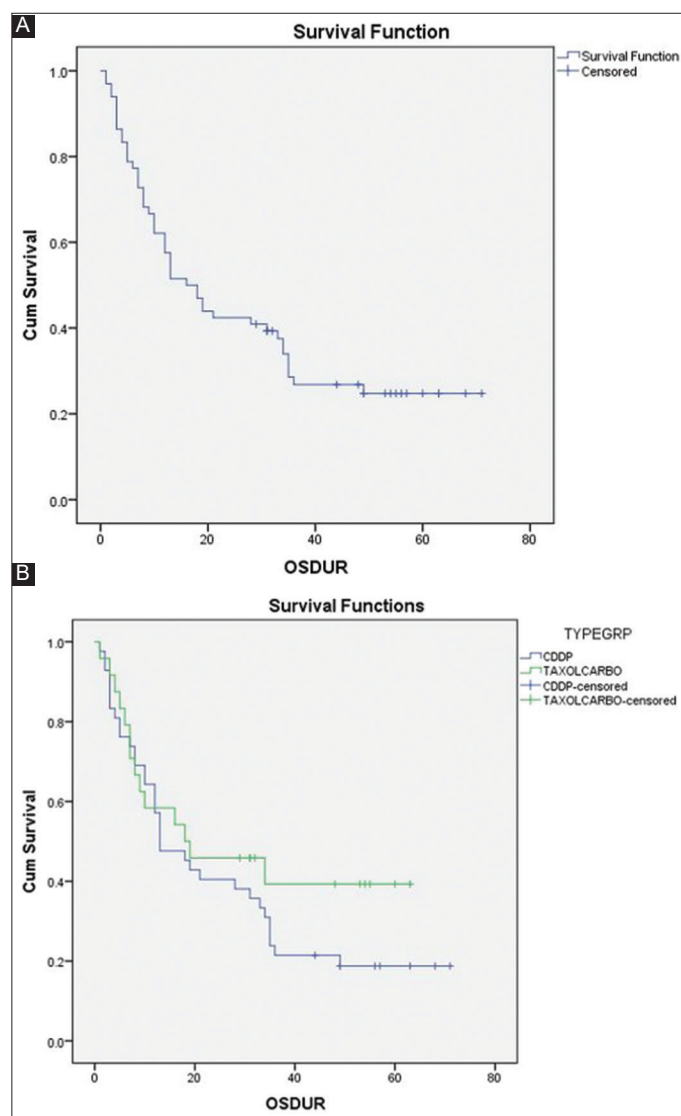 A
Survival Function
Survival Function
Censored
1.0
0.8
0.6
0.4
0.2
0.0
Cum Survival
0 20 40 60 80
OSDUR
B
Survival Functions
TYPEGRP
CDDP
TAXOLCARBO
CDDP-censored
TAXOLCARBO-censored
1.0
0.8
0.6
0.4
0.2
0.0
Cum Survival
0 20 40 60 80
OSDUR